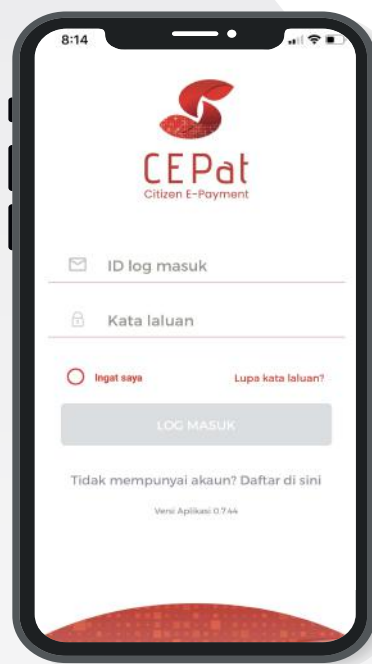 8:14
CEPat
Citizen E-Payment
ID log masuk
Kata laluan
Ingat saya
Lupa kata laluan?
LOG MASUK
Tidak mempunyai akaun? Daftar di sini
Versi Aplikasi 0.7.44